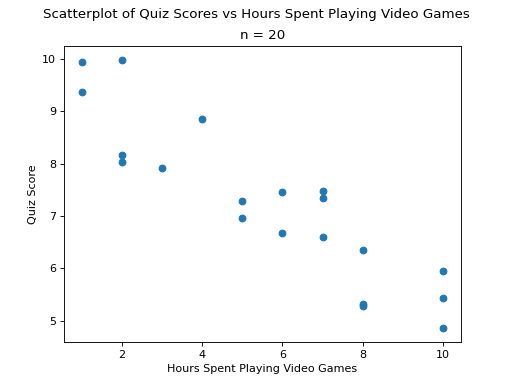 Scatterplot of Quiz Scores vs Hours Spent Playing Video Games
n = 20
10
9
8
7
6
5
Quiz Score
2 4 6 8 10
Hours Spent Playing Video Games